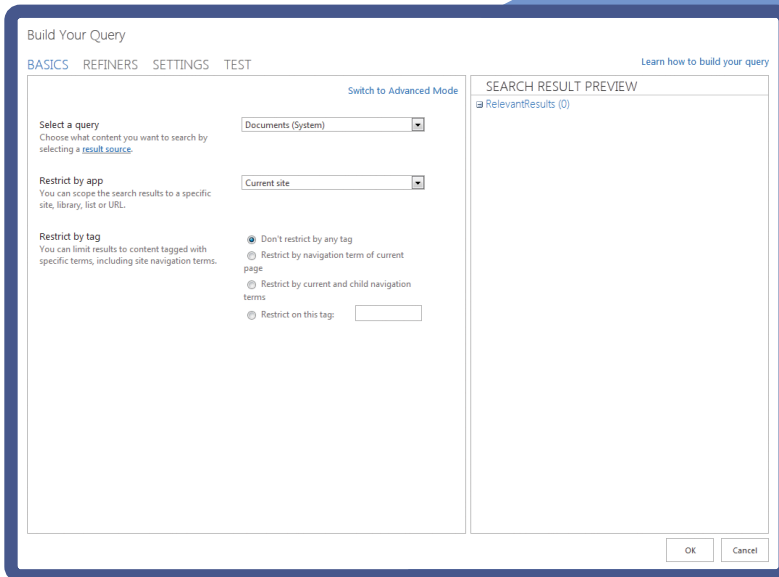 Build Your Query
BASICS REFINERS SETTINGS TEST
Learn how to build your query
Switch to Advanced Mode
Select a query
Choose what content you want to search by
selecting a result source.
Documents (System)
Restrict by app
You can scope the search results to a specific
site, library, list or URL.
Current site
Restrict by tag
You can limit results to content tagged with
specific terms, including site navigation terms.
Don't restrict by any tag
Restrict by navigation term of current
page
Restrict by current and child navigation
terms
Restrict on this tag:
SEARCH RESULT PREVIEW
RelevantResults (0)
OK Cancel